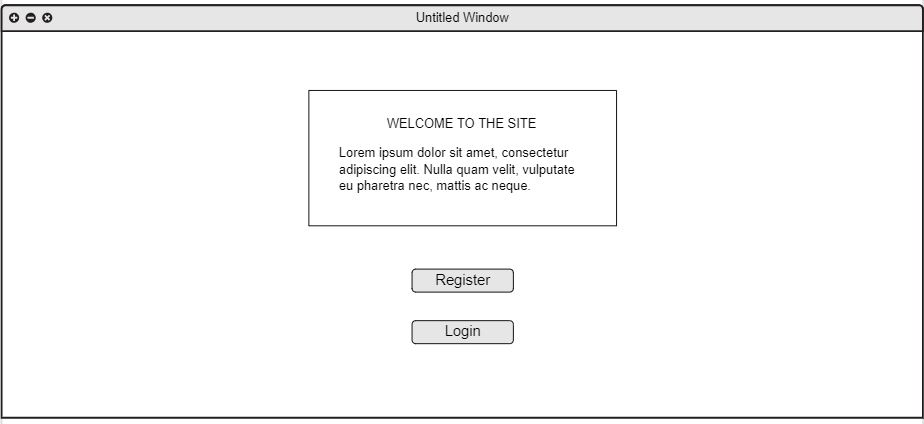 Untitled Window
WELCOME TO THE SITE
Lorem ipsum dolor sit amet, consectetur
adipiscing elit. Nulla quam velit, vulputate
eu pharetra nec, mattis ac neque.
Register
Login